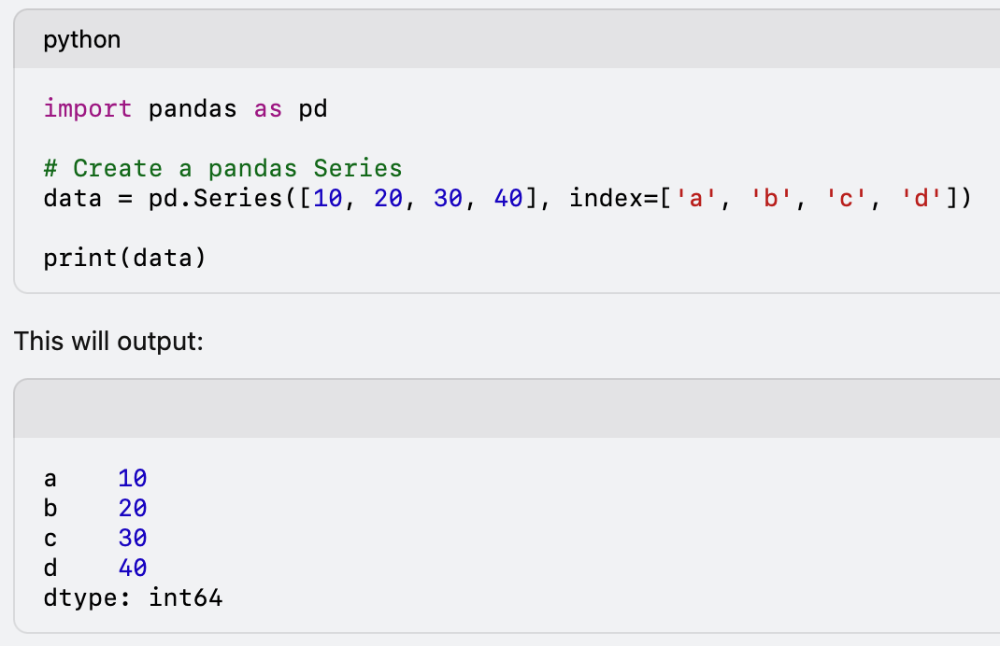 python
import pandas as pd
# Create a pandas Series
data = pd.Series([10, 20, 30, 40], index=['a', 'b', 'c', 'd'])
print(data)
This will output:
a    10
b    20
c    30
d    40
dtype: int64